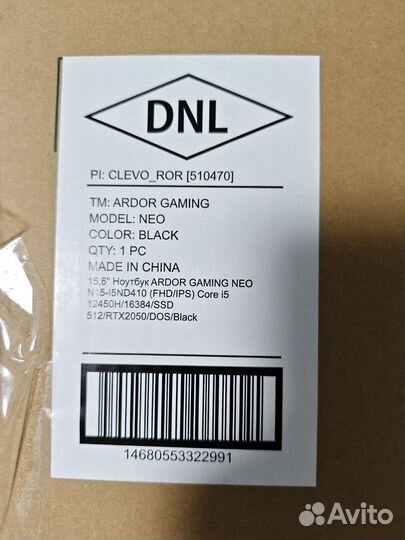 DNL
PI: CLEVO_ROR [510470]
TM: ARDOR GAMING
MODEL: NEO
COLOR: BLACK
QTY: 1 PC
MADE IN CHINA
15,6" Ноутбук ARDOR GAMING NEO
N15-I5ND410 (FHD/IPS) Core i5
12450H/16384/SSD
512/RTX2050/DOS/Black
14680553322991
Avito